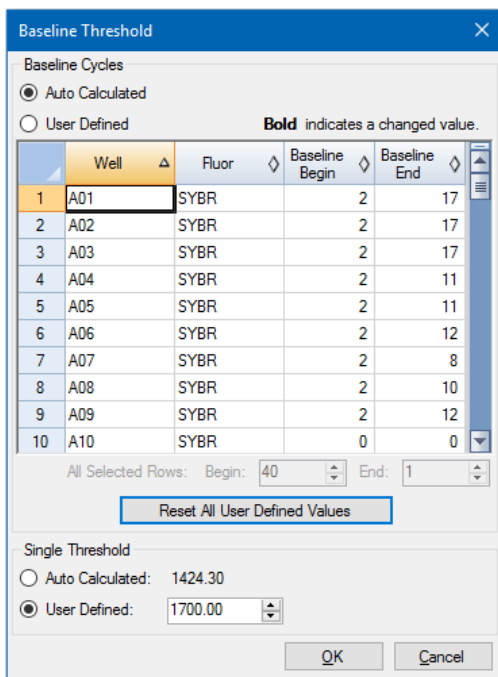 Baseline Threshold
Baseline Cycles
Auto Calculated
User Defined
Bold indicates a changed value.
Well Fluor Baseline Begin Baseline End
1 A01 SYBR 2 17
2 A02 SYBR 2 17
3 A03 SYBR 2 17
4 A04 SYBR 2 11
5 A05 SYBR 2 11
6 A06 SYBR 2 12
7 A07 SYBR 2 8
8 A08 SYBR 2 10
9 A09 SYBR 2 12
10 A10 SYBR 0 0
All Selected Rows: Begin: 40 End: 1
Reset All User Defined Values
Single Threshold
Auto Calculated: 1424.30
User Defined: 1700.00
OK Cancel